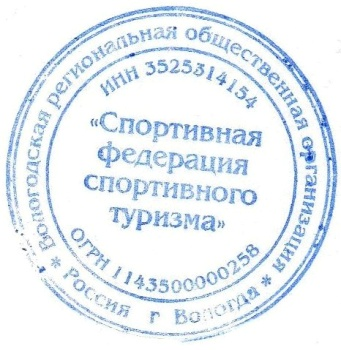 Вологодская региональная общественная организация
* Россия г Вологда *
ИНН 3525314154
«Спортивная
федерация
спортивного
туризма»
ОГРН 1143500000258